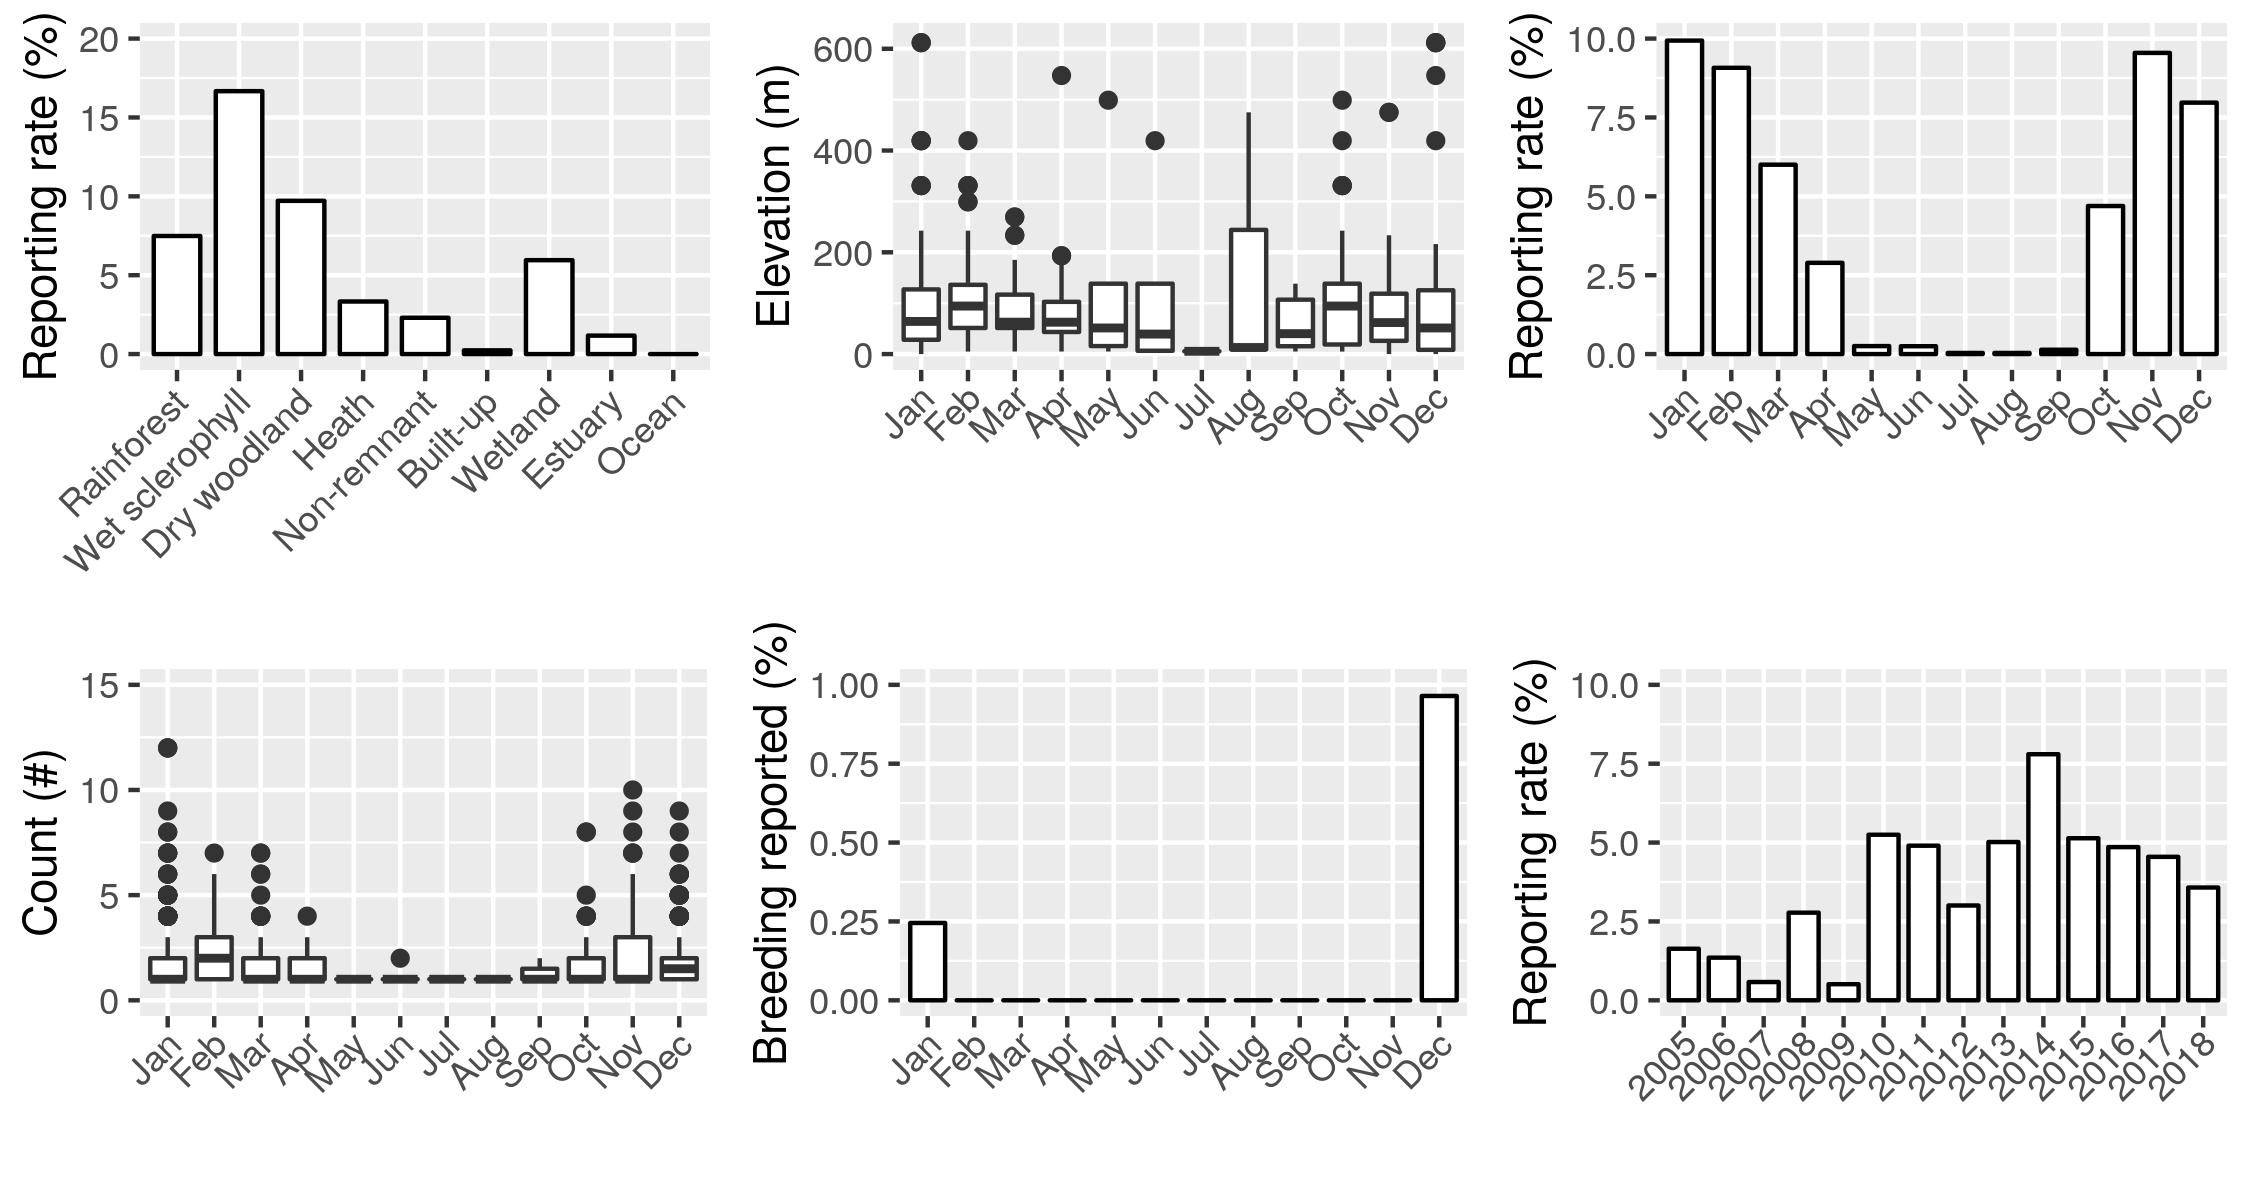 Reporting rate (%)
20
15
10
5
0
Rainforest
Wet sclerophyll
Dry woodland
Heath
Non-remnant
Built-up
Wetland
Estuary
Ocean
Elevation (m)
600
400
200
0
Jan
Feb
Mar
Apr
May
Jun
Jul
Aug
Sep
Oct
Nov
Dec
Reporting rate (%)
10.0
7.5
5.0
2.5
0.0
Jan
Feb
Mar
Apr
May
Jun
Jul
Aug
Sep
Oct
Nov
Dec
Count (#)
15
10
5
0
Jan
Feb
Mar
Apr
May
Jun
Jul
Aug
Sep
Oct
Nov
Dec
Breeding reported (%)
1.00
0.75
0.50
0.25
0.00
Jan
Feb
Mar
Apr
May
Jun
Jul
Aug
Sep
Oct
Nov
Dec
Reporting rate (%)
10.0
7.5
5.0
2.5
0.0
2005
2006
2007
2008
2009
2010
2011
2012
2013
2014
2015
2016
2017
2018